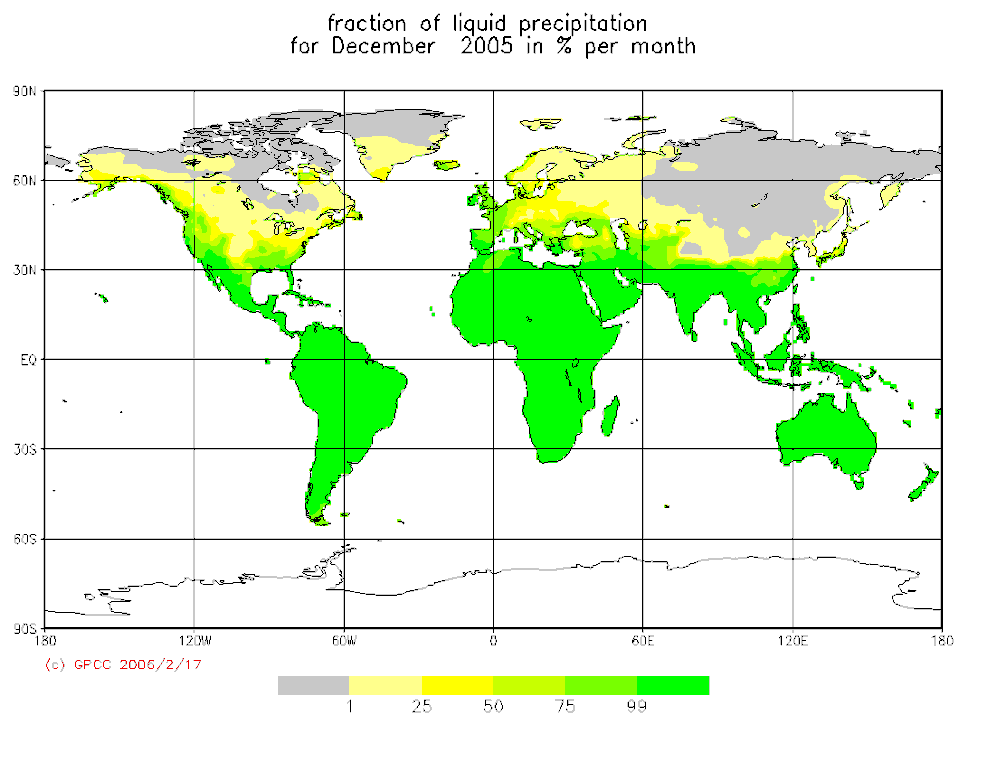 fraction of liquid precipitation
for December 2005 in % per month
90N
60N
30N
EQ
30S
60S
90S
180 120W 60W 0 60E 120E 180
(c) GPCC 2006/2/17
1 25 50 75 99